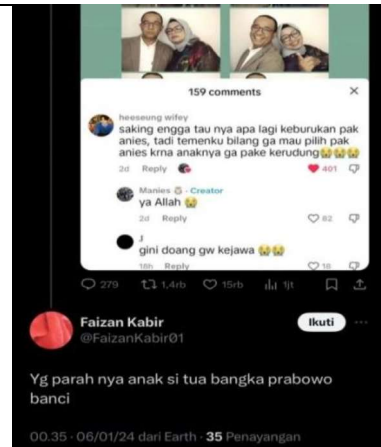 159 comments
heeseung wifey
saking engga tau nya apa lagi keburukan pak
anies, tadi temenku bilang ga mau pilih pak
anies krna anaknya ga pake kerudung😭😭😭
2d Reply 401
Manies · Creator
ya Allah 😭
2d Reply 82
J
gini doang gw kejawa 😭😭
18h Reply 18
279 1,4rb 15rb 1jt
Faizan Kabir
Ikuti
@FaizanKabir01
Yg parah nya anak si tua bangka prabowo
banci
00.35 · 06/01/24 dari Earth · 35 Penayangan